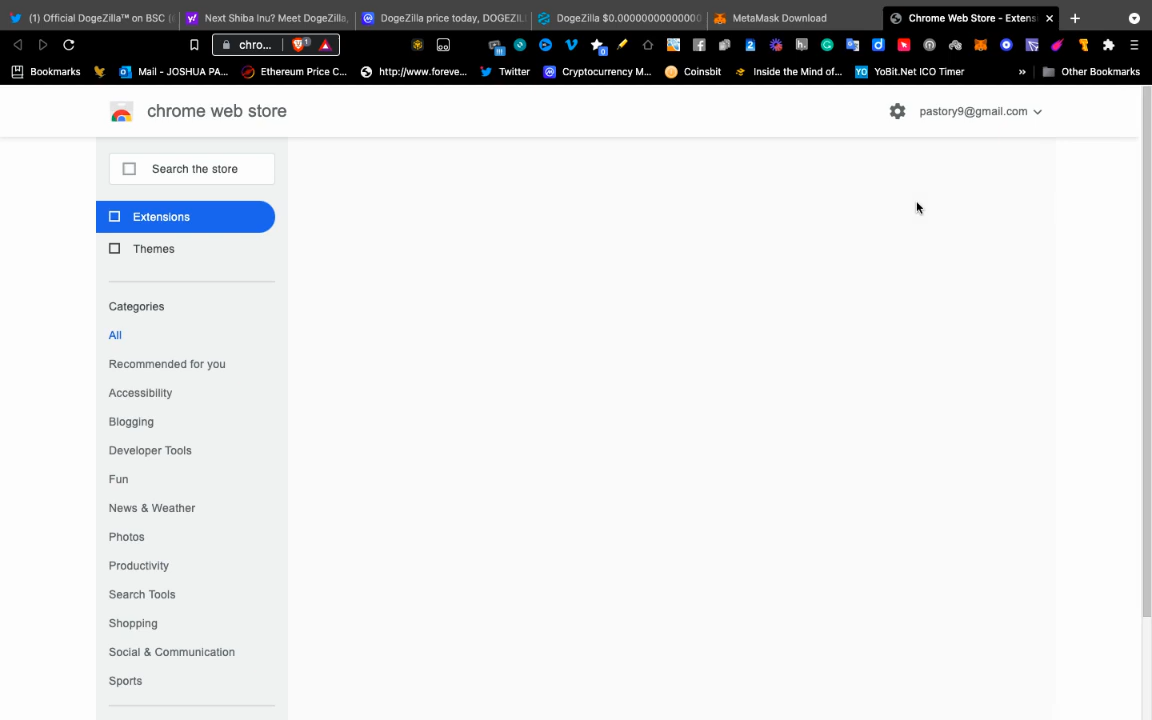 (1) Official DogeZilla™ on BSC (
Next Shiba Inu? Meet DogeZilla,
DogeZilla price today, DOGEZIL
DogeZilla $0.00000000000000
MetaMask Download
Chrome Web Store - Extens
chro...
Bookmarks
Mail - JOSHUA PA...
Ethereum Price C...
http://www.foreve...
Twitter
Cryptocurrency M...
Coinsbit
Inside the Mind of...
YO YoBit.Net ICO Timer
»
Other Bookmarks
chrome web store
pastory9@gmail.com
Search the store
Extensions
Themes
Categories
All
Recommended for you
Accessibility
Blogging
Developer Tools
Fun
News & Weather
Photos
Productivity
Search Tools
Shopping
Social & Communication
Sports